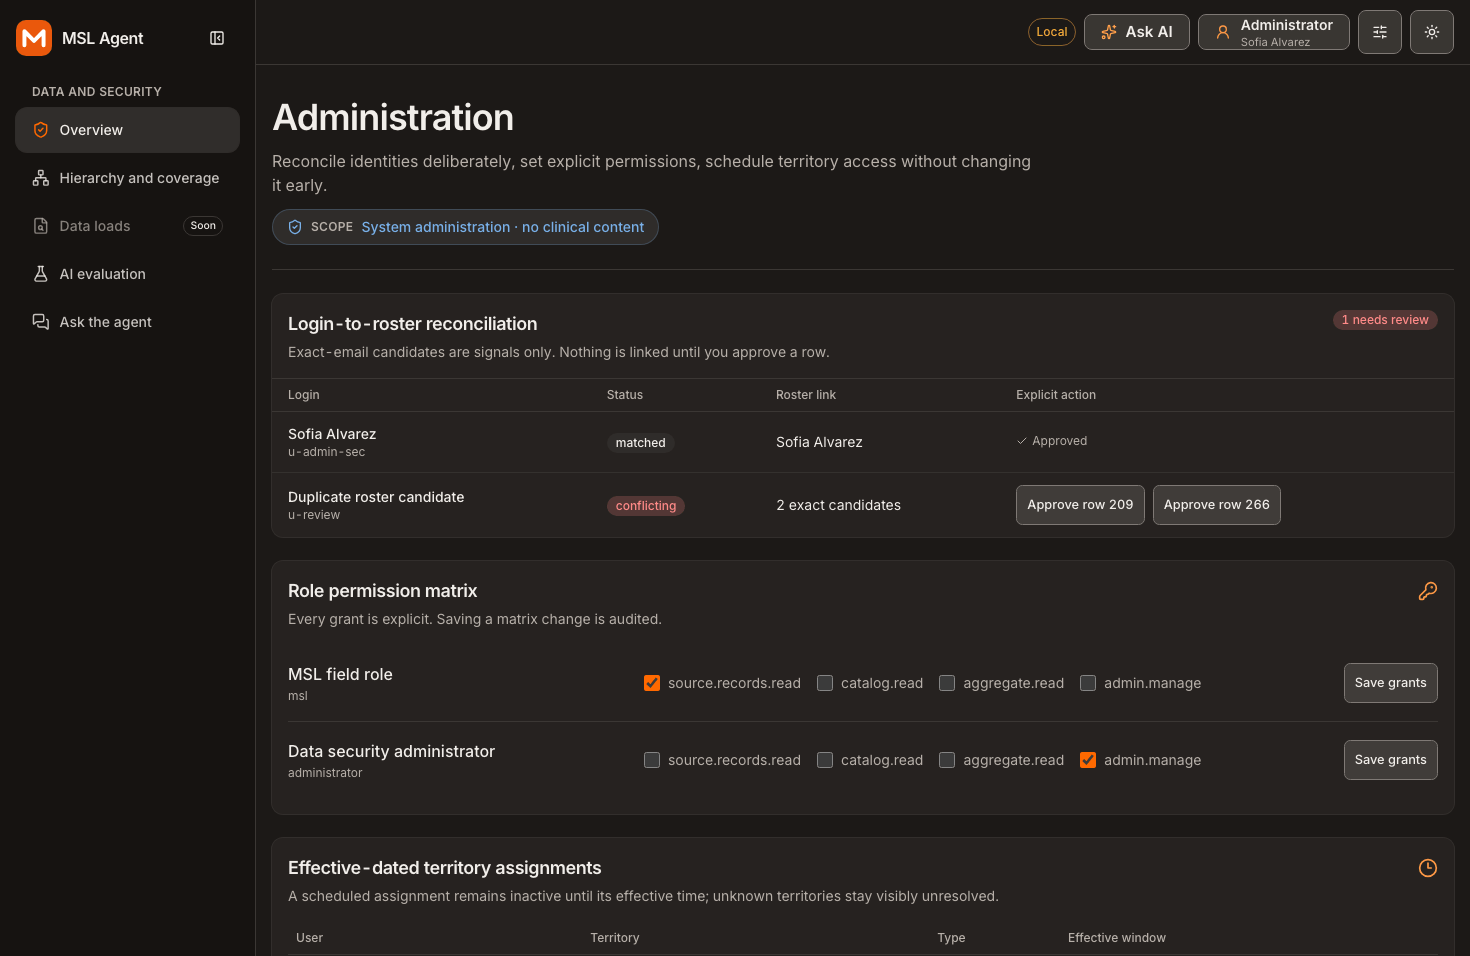 MSL Agent
Local
Ask AI
Administrator
Sofia Alvarez
DATA AND SECURITY
Overview
Hierarchy and coverage
Data loads
Soon
AI evaluation
Ask the agent
Administration
Reconcile identities deliberately, set explicit permissions, schedule territory access without changing
it early.
SCOPE System administration · no clinical content
Login-to-roster reconciliation
1 needs review
Exact-email candidates are signals only. Nothing is linked until you approve a row.
Login Status Roster link Explicit action
Sofia Alvarez
u-admin-sec
matched
Sofia Alvarez
Approved
Duplicate roster candidate
u-review
conflicting
2 exact candidates
Approve row 209
Approve row 266
Role permission matrix
Every grant is explicit. Saving a matrix change is audited.
MSL field role
msl
source.records.read catalog.read aggregate.read admin.manage
Save grants
Data security administrator
administrator
source.records.read catalog.read aggregate.read admin.manage
Save grants
Effective-dated territory assignments
A scheduled assignment remains inactive until its effective time; unknown territories stay visibly unresolved.
User Territory Type Effective window